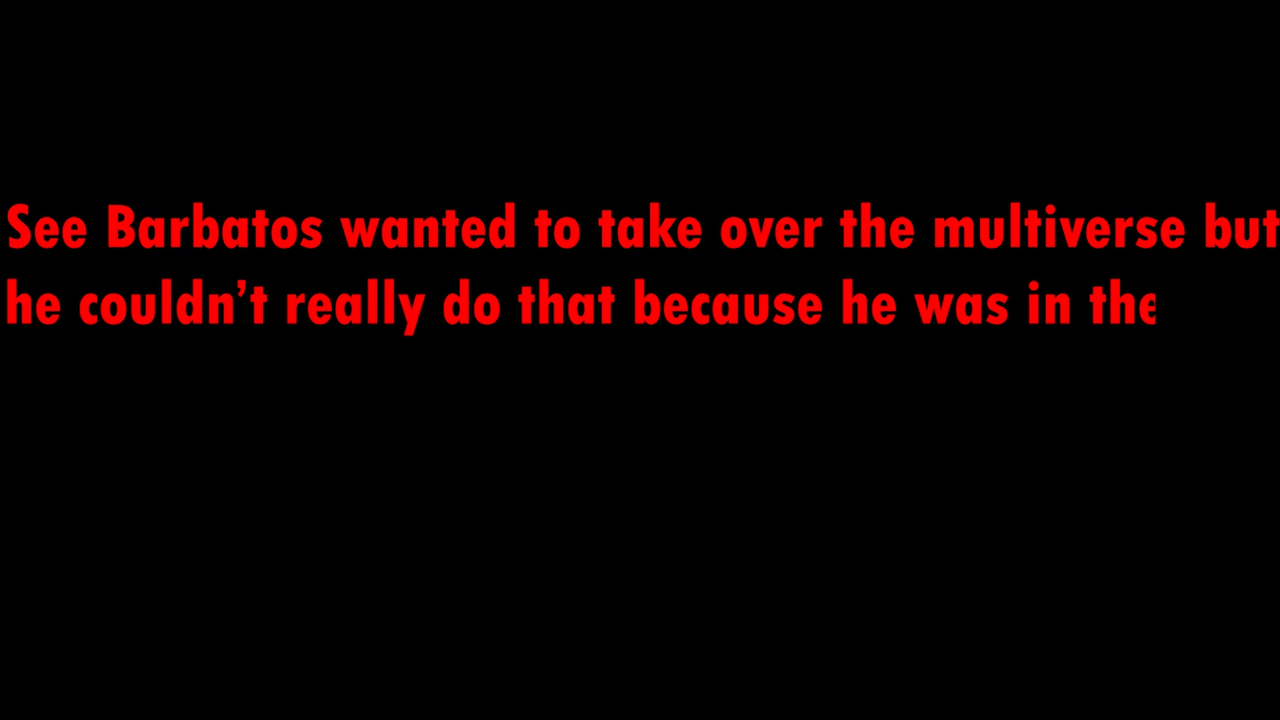 See Barbatos wanted to take over the multiverse but
he couldn’t really do that because he was in the